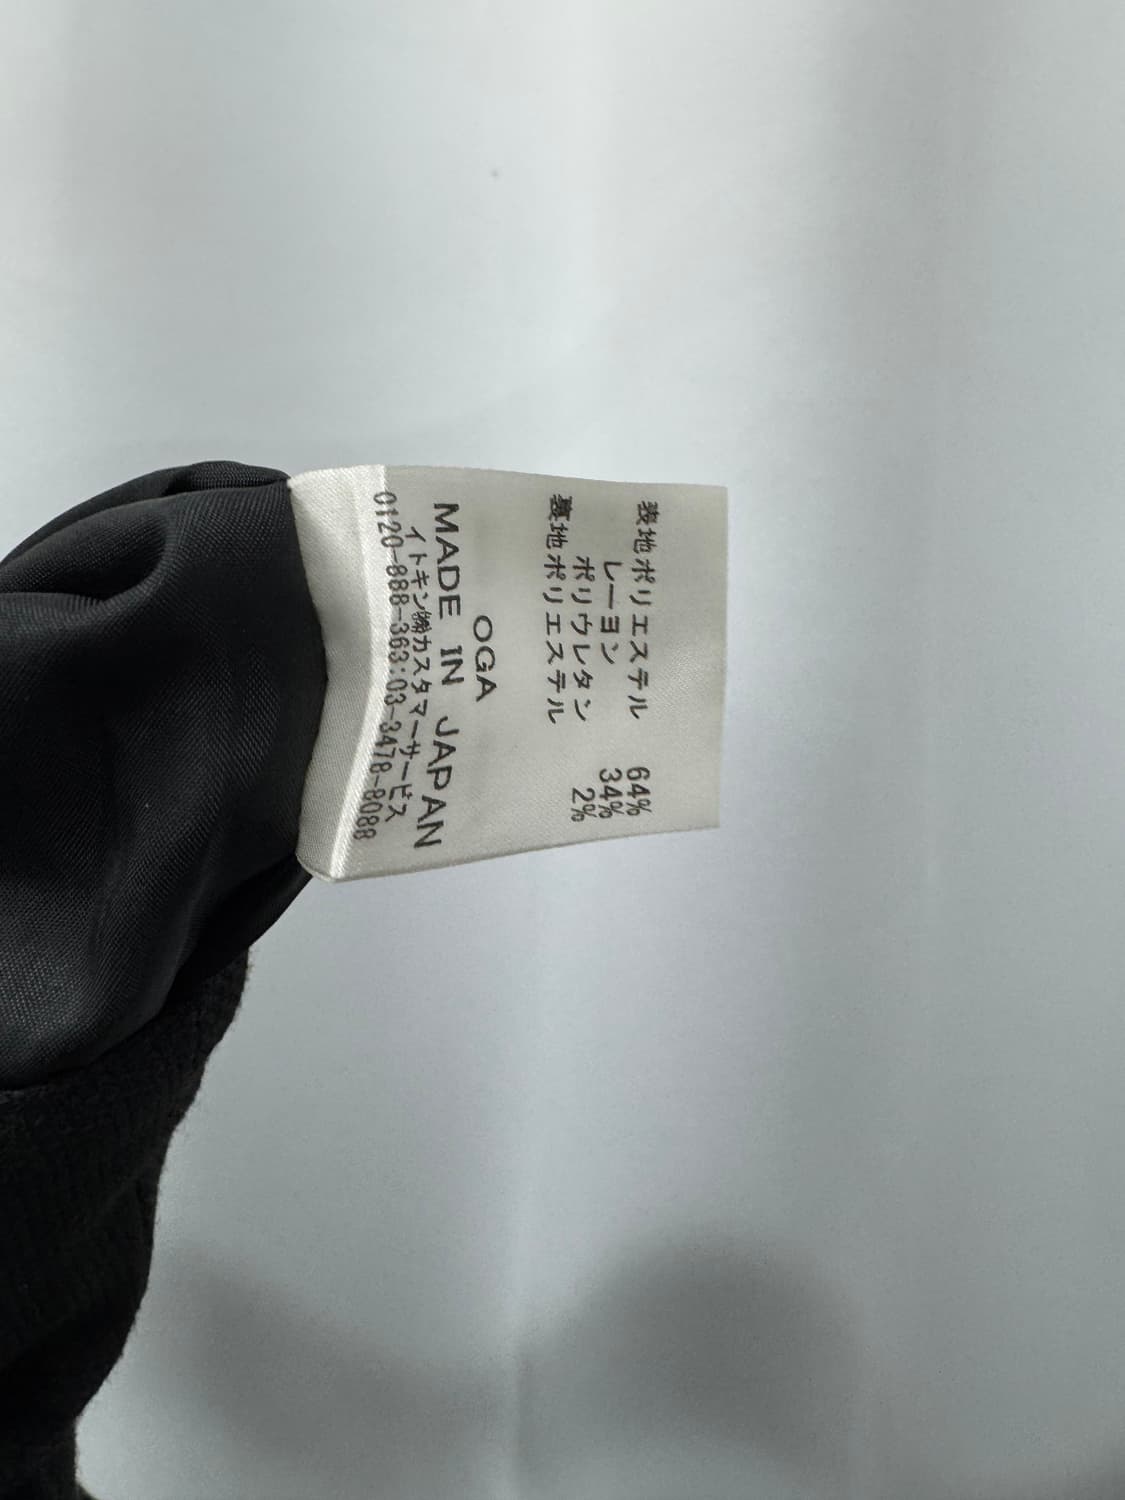 表地ポリエステル 64%
レーヨン 34%
ポリウレタン 2%
裏地ポリエステル
OGA
MADE IN JAPAN
イトキン㈱カスタマーサービス
0120-888-363:03-3478-8088